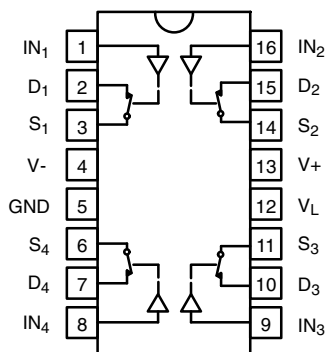 IN₁ 1 16 IN₂
D₁ 2 15 D₂
S₁ 3 14 S₂
V- 4 13 V+
GND 5 12 V_L
S₄ 6 11 S₃
D₄ 7 10 D₃
IN₄ 8 9 IN₃